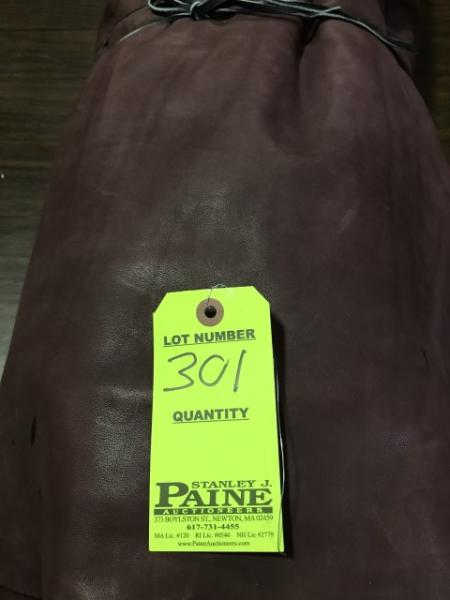 LOT NUMBER
301
QUANTITY
STANLEY J.
PAINE
AUCTIONEERS
373 BOYLSTON ST., NEWTON, MA 02459
617-731-4455
MA Lic. #120 RI Lic. #0546 NH Lic #2779
www.PaineAuctioneers.com